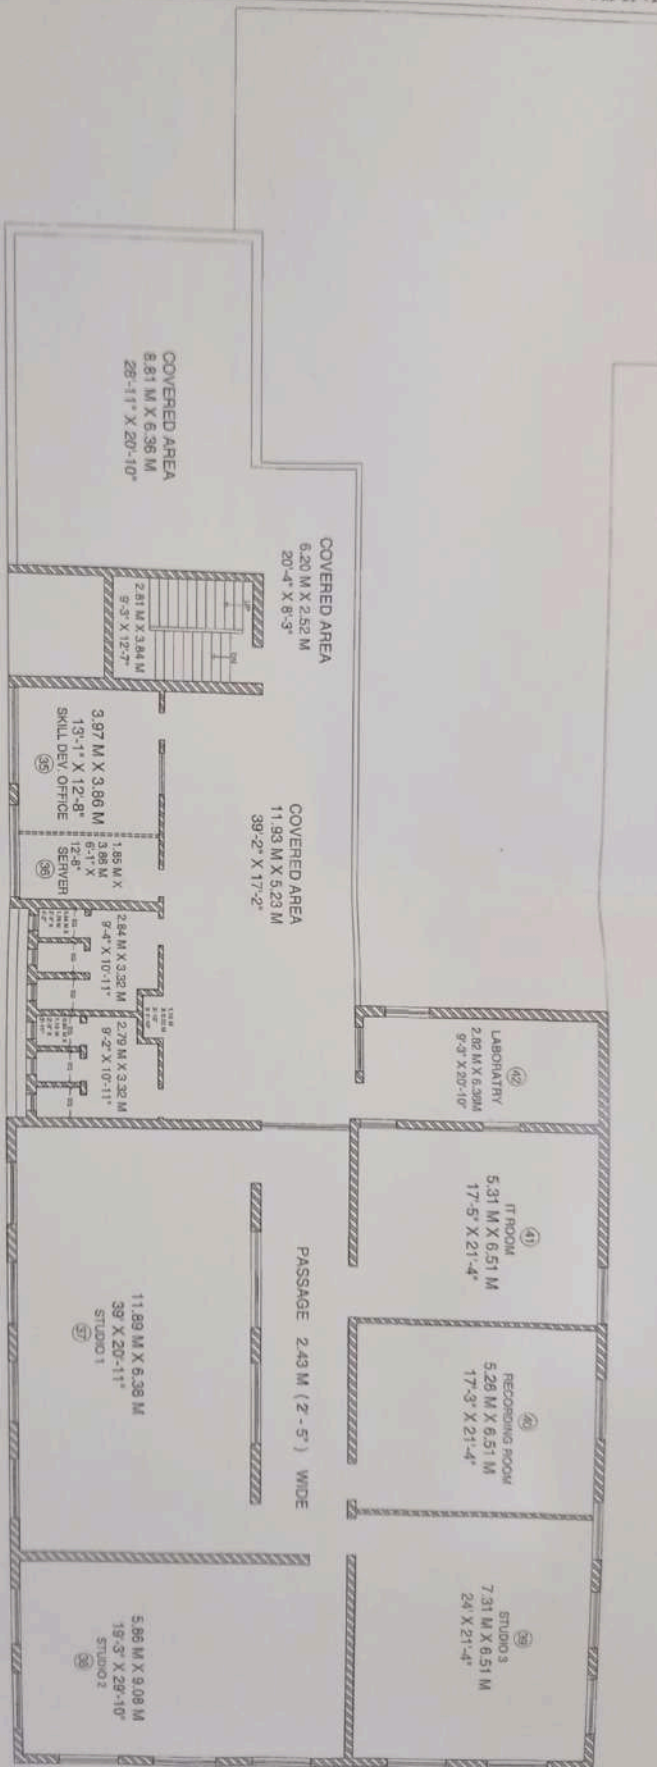 COVERED AREA
8.81 M X 6.36 M
28'-11" X 20'-10"
COVERED AREA
6.20 M X 2.52 M
20'-4" X 8'-3"
UP
DN
2.81 M X 3.84 M
9'-3" X 12'-7"
3.97 M X 3.86 M
13'-1" X 12'-8"
SKILL DEV. OFFICE
35
1.85 M X
3.86 M
6'-1" X
12'-8"
SERVER
36
COVERED AREA
11.93 M X 5.23 M
39'-2" X 17'-2"
2.84 M X 3.32 M
9'-4" X 10'-11"
2.79 M X 3.32 M
9'-2" X 10'-11"
42
LABORATRY
2.82 M X 6.36M
9'-3" X 20'-10"
41
IT ROOM
5.31 M X 6.51 M
17'-5" X 21'-4"
40
RECORDING ROOM
5.26 M X 6.51 M
17'-3" X 21'-4"
39
STUDIO 3
7.31 M X 6.51 M
24' X 21'-4"
PASSAGE 2.43 M ( 2' - 5" ) WIDE
11.89 M X 6.38 M
39' X 20'-11"
STUDIO 1
37
5.86 M X 9.08 M
19'-3" X 29'-10"
STUDIO 2
38